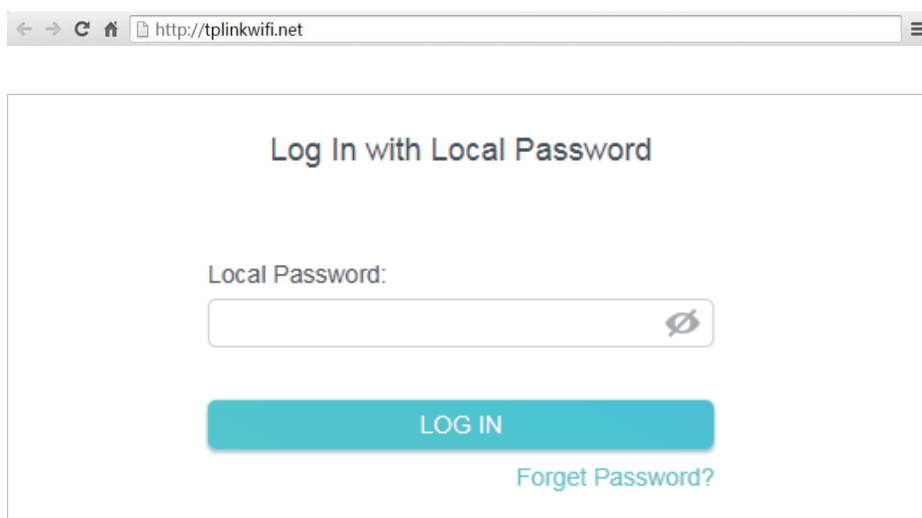 http://tplinkwifi.net
Log In with Local Password
Local Password:
LOG IN
Forget Password?